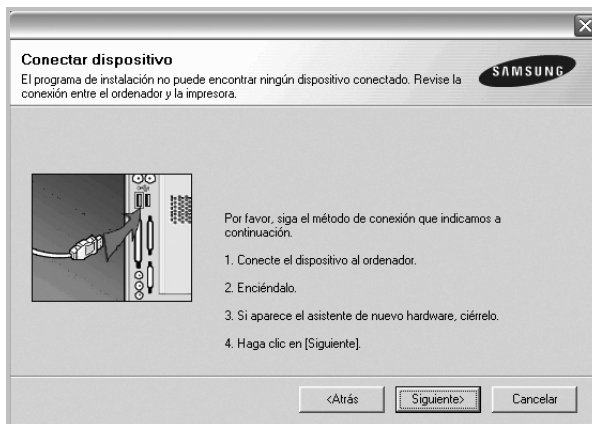 Conectar dispositivo
El programa de instalación no puede encontrar ningún dispositivo conectado. Revise la
conexión entre el ordenador y la impresora.
SAMSUNG
Por favor, siga el método de conexión que indicamos a
continuación.
1. Conecte el dispositivo al ordenador.
2. Enciéndalo.
3. Si aparece el asistente de nuevo hardware, ciérrelo.
4. Haga clic en [Siguiente].
<Atrás
Siguiente>
Cancelar